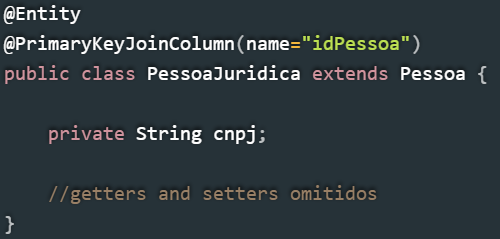 @Entity
@PrimaryKeyJoinColumn(name="idPessoa")
public class PessoaJuridica extends Pessoa {
private String cnpj;
//getters and setters omitidos
}